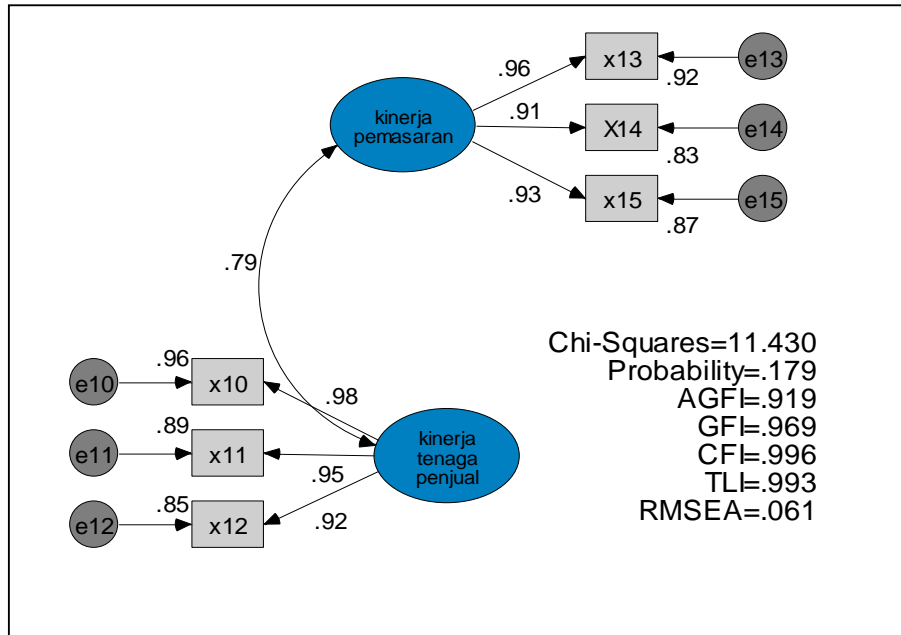 kinerja
pemasaran
.96
x13
.92
e13
.91
X14
.83
e14
.93
x15
.87
e15
.79
e10
.96
x10
.98
e11
.89
x11
.95
e12
.85
x12
.92
kinerja
tenaga
penjual
Chi-Squares=11.430
Probability=.179
AGFI=.919
GFI=.969
CFI=.996
TLI=.993
RMSEA=.061